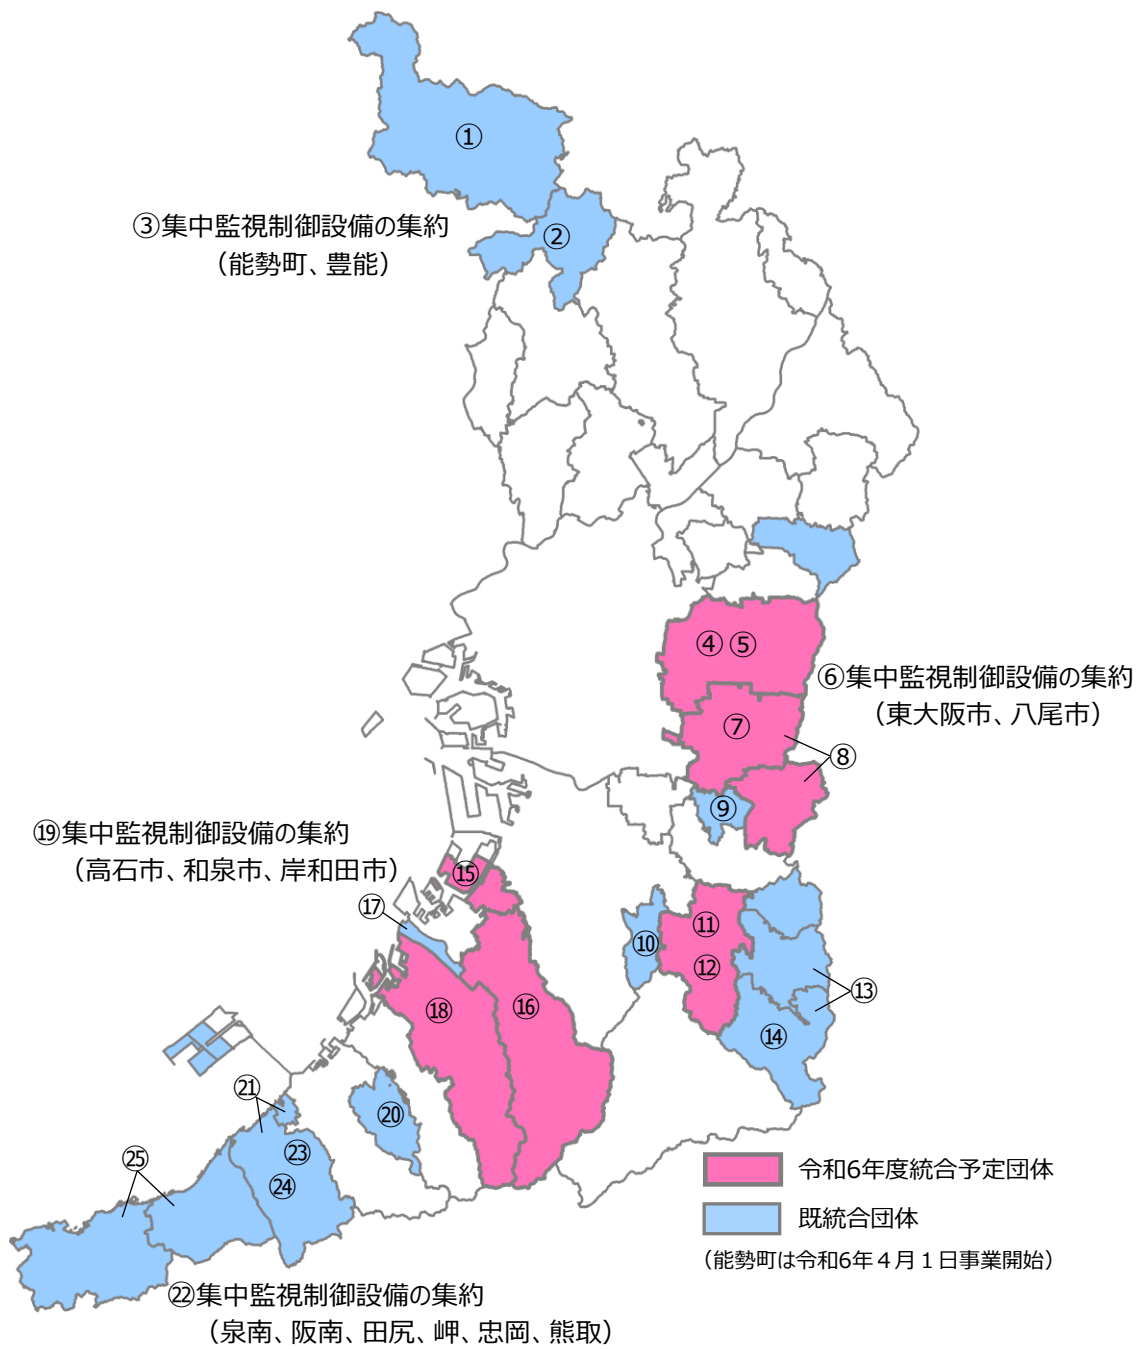 ①
③集中監視制御設備の集約
（能勢町、豊能）
②
④ ⑤
⑥集中監視制御設備の集約
（東大阪市、八尾市）
⑦
⑧
⑨
⑲集中監視制御設備の集約
（高石市、和泉市、岸和田市）
⑮
⑰
⑪
⑩
⑫
⑬
⑯
⑱
⑭
㉑
⑳
㉓
㉕
㉔
令和6年度統合予定団体
既統合団体
（能勢町は令和6年４月１日事業開始）
㉒集中監視制御設備の集約
（泉南、阪南、田尻、岬、忠岡、熊取）